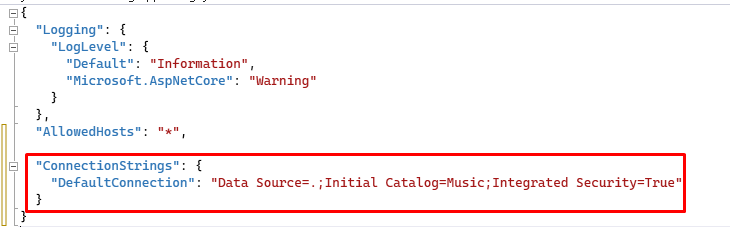 {
  "Logging": {
    "LogLevel": {
      "Default": "Information",
      "Microsoft.AspNetCore": "Warning"
    }
  },
  "AllowedHosts": "*",

  "ConnectionStrings": {
    "DefaultConnection": "Data Source=.;Initial Catalog=Music;Integrated Security=True"
  }
}